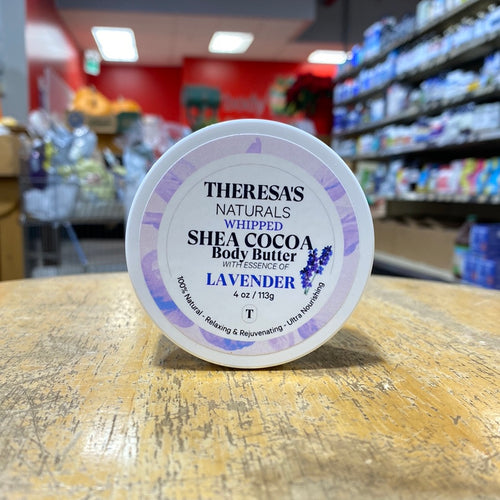 THERESA'S
NATURALS
WHIPPED
SHEA COCOA
Body Butter
WITH ESSENCE OF
LAVENDER
4 oz / 113g
T
100% Natural - Relaxing & Rejuvenating - Ultra Nourishing